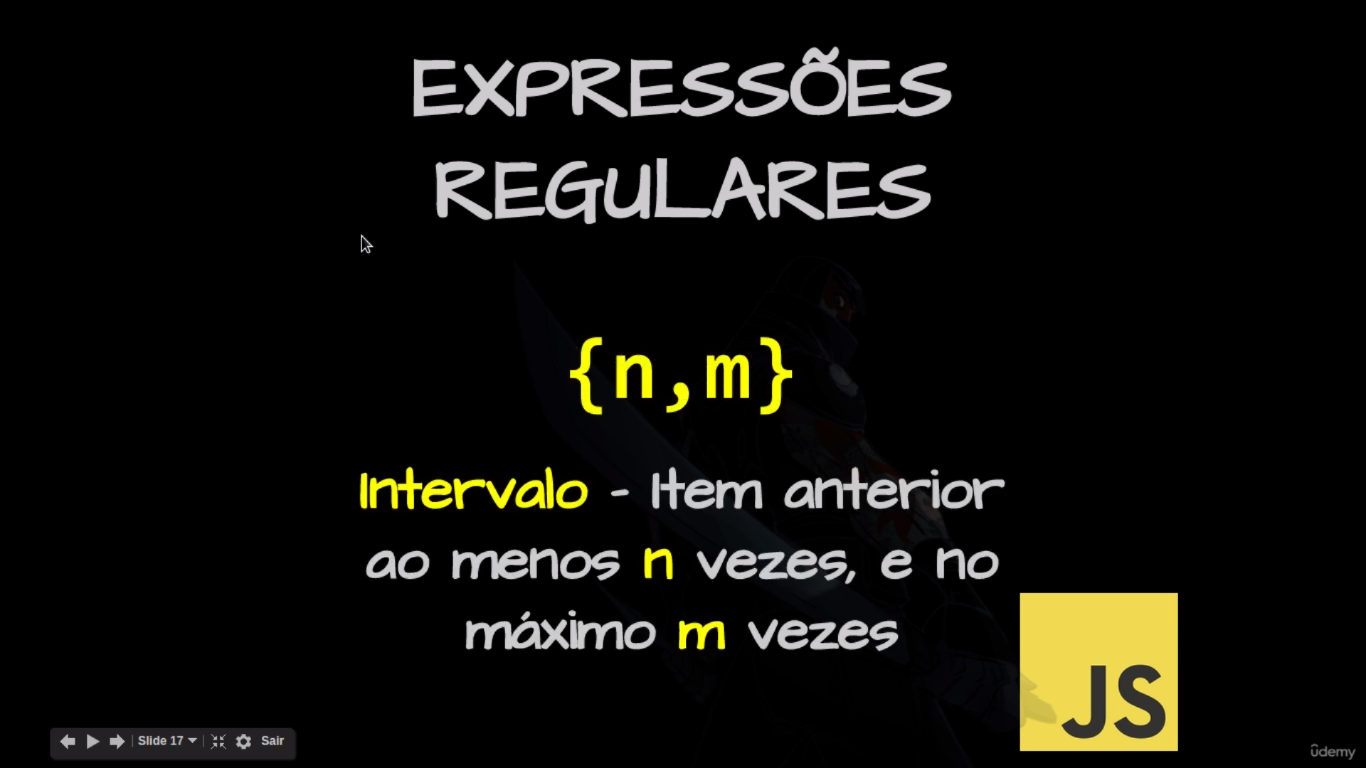 EXPRESSÕES
REGULARES
{n,m}
Intervalo - Item anterior
ao menos n vezes, e no
máximo m vezes
JS
Slide 17
Sair
ûdemy